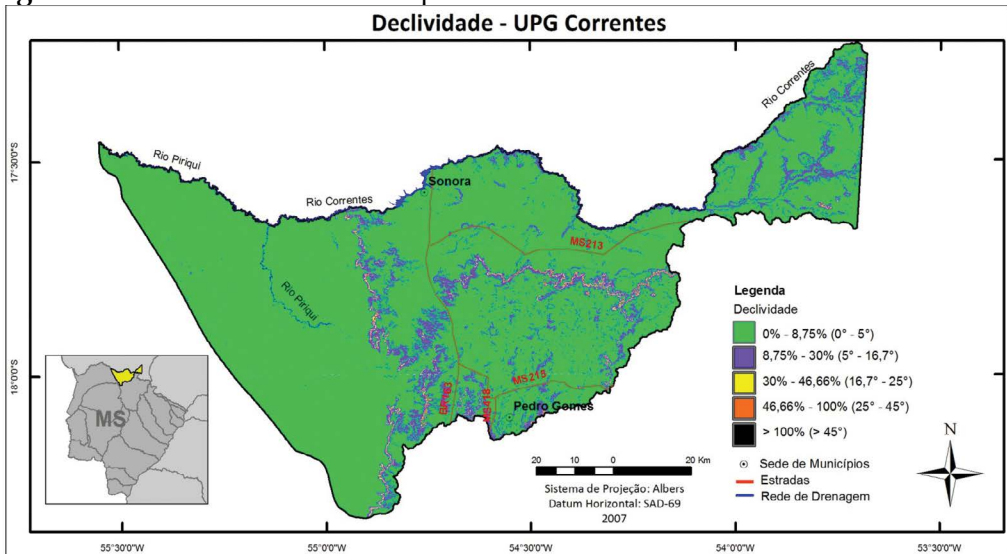 Declividade - UPG Correntes
Rio Correntes
Rio Piriqui
17°30'0"S
Sonora
Rio Correntes
MS213
Rio Piriqui
18°0'0"S
MS215
MS418
Pedro Gomes
MS
Legenda
Declividade
0% - 8,75% (0° - 5°)
8,75% - 30% (5° - 16,7°)
30% - 46,66% (16,7° - 25°)
46,66% - 100% (25° - 45°)
> 100% (> 45°)
Sede de Municípios
Estradas
Rede de Drenagem
N
20 10 0 20 Km
Sistema de Projeção: Albers
Datum Horizontal: SAD-69
2007
55°30'0"W 55°0'0"W 54°30'0"W 54°0'0"W 53°30'0"W